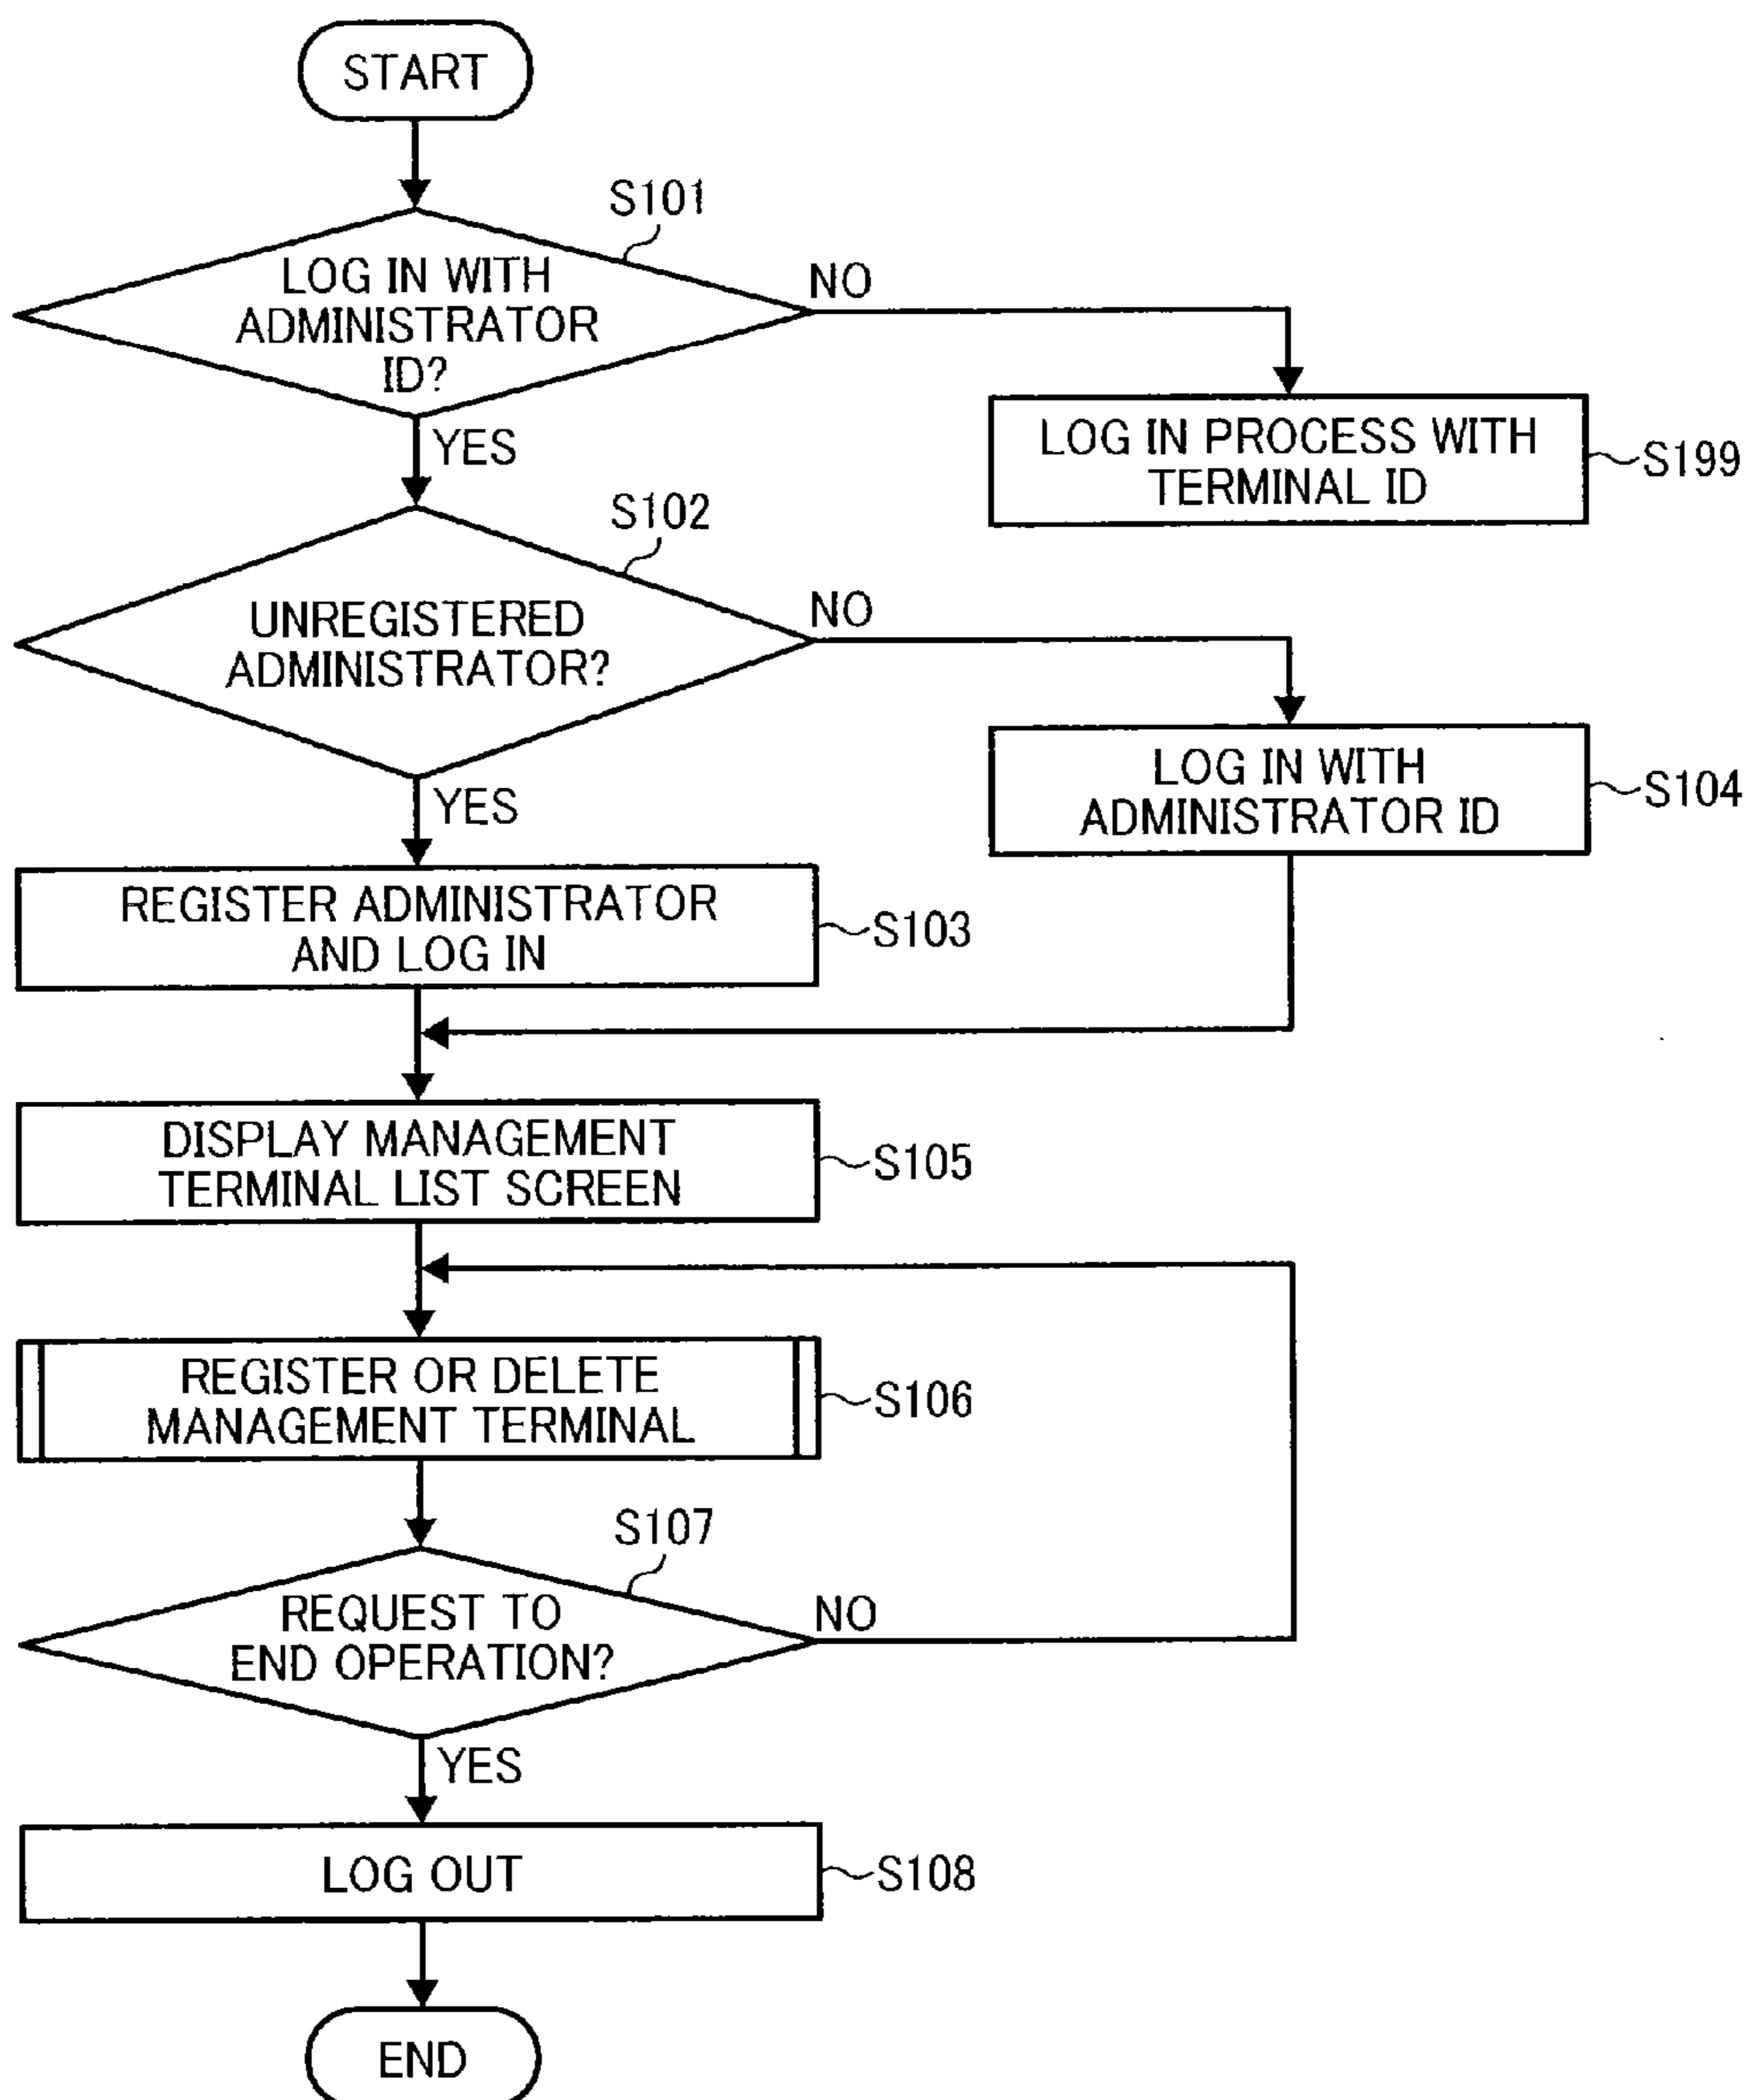 START
S101
LOG IN WITH
ADMINISTRATOR
ID?
NO
YES
LOG IN PROCESS WITH
TERMINAL ID
S199
S102
UNREGISTERED
ADMINISTRATOR?
NO
YES
LOG IN WITH
ADMINISTRATOR ID
S104
REGISTER ADMINISTRATOR
AND LOG IN
S103
DISPLAY MANAGEMENT
TERMINAL LIST SCREEN
S105
REGISTER OR DELETE
MANAGEMENT TERMINAL
S106
S107
REQUEST TO
END OPERATION?
NO
YES
LOG OUT
S108
END